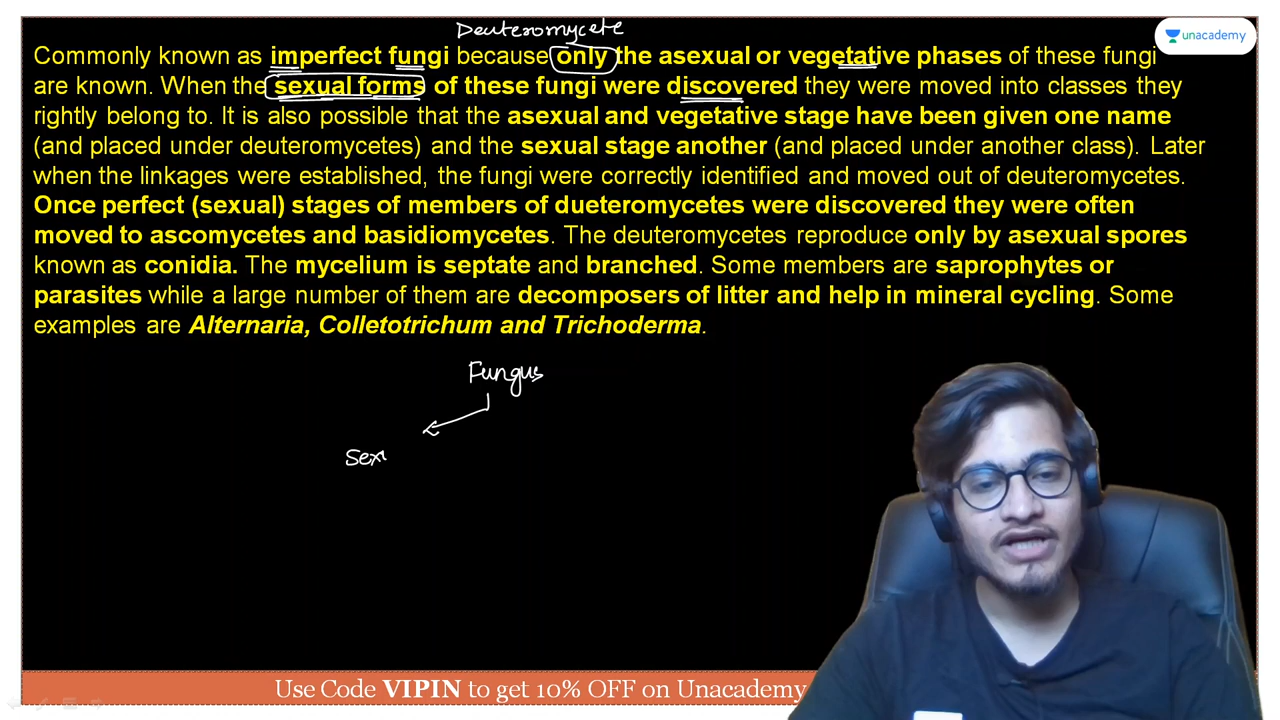 Deuteromycete
unacademy
Commonly known as imperfect fungi because only the asexual or vegetative phases of these fungi
are known. When the sexual forms of these fungi were discovered they were moved into classes they
rightly belong to. It is also possible that the asexual and vegetative stage have been given one name
(and placed under deuteromycetes) and the sexual stage another (and placed under another class). Later
when the linkages were established, the fungi were correctly identified and moved out of deuteromycetes.
Once perfect (sexual) stages of members of dueteromycetes were discovered they were often
moved to ascomycetes and basidiomycetes. The deuteromycetes reproduce only by asexual spores
known as conidia. The mycelium is septate and branched. Some members are saprophytes or
parasites while a large number of them are decomposers of litter and help in mineral cycling. Some
examples are Alternaria, Colletotrichum and Trichoderma.
Fungus
Sex
Use Code VIPIN to get 10% OFF on Unacademy